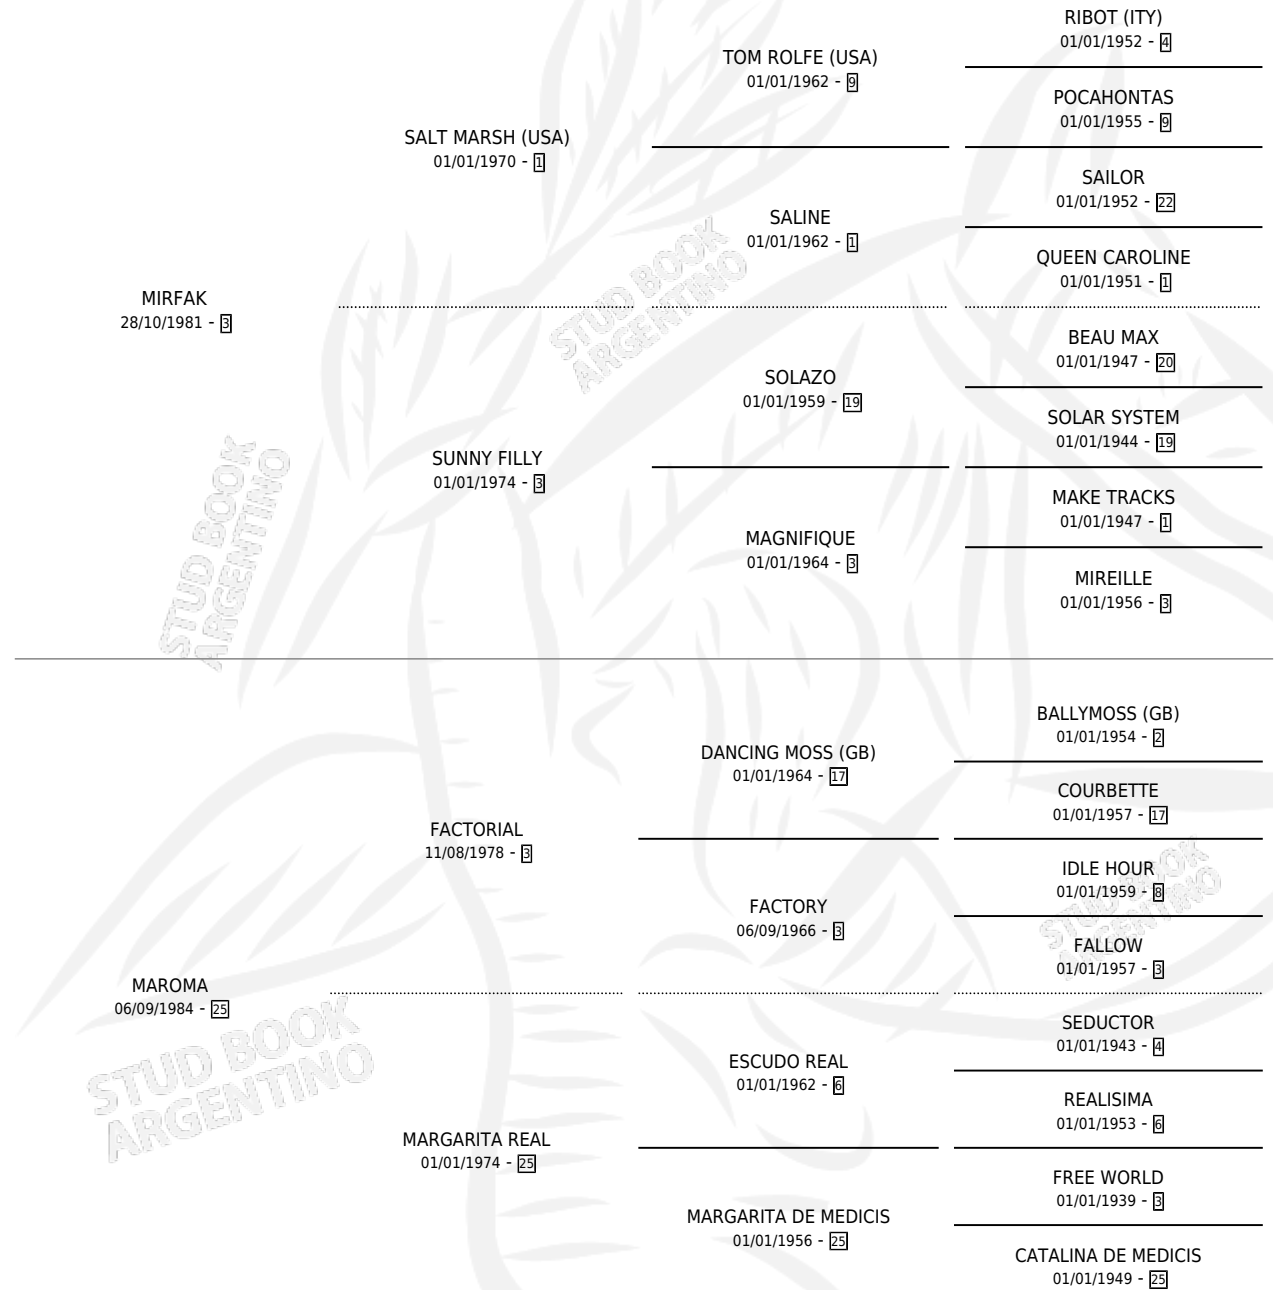 RIBOT (ITY)
01/01/1952 - 4
TOM ROLFE (USA)
01/01/1962 - 9
POCAHONTAS
01/01/1955 - 9
SALT MARSH (USA)
01/01/1970 - 1
SAILOR
01/01/1952 - 22
SALINE
01/01/1962 - 1
QUEEN CAROLINE
01/01/1951 - 1
MIRFAK
28/10/1981 - 3
BEAU MAX
01/01/1947 - 20
SOLAZO
01/01/1959 - 19
SOLAR SYSTEM
01/01/1944 - 19
SUNNY FILLY
01/01/1974 - 3
MAKE TRACKS
01/01/1947 - 1
MAGNIFIQUE
01/01/1964 - 3
MIREILLE
01/01/1956 - 3
BALLYMOSS (GB)
01/01/1954 - 2
DANCING MOSS (GB)
01/01/1964 - 17
COURBETTE
01/01/1957 - 17
FACTORIAL
11/08/1978 - 3
IDLE HOUR
01/01/1959 - 8
FACTORY
06/09/1966 - 3
FALLOW
01/01/1957 - 3
MAROMA
06/09/1984 - 25
SEDUCTOR
01/01/1943 - 4
ESCUDO REAL
01/01/1962 - 6
REALISIMA
01/01/1953 - 6
MARGARITA REAL
01/01/1974 - 25
FREE WORLD
01/01/1939 - 3
MARGARITA DE MEDICIS
01/01/1956 - 25
CATALINA DE MEDICIS
01/01/1949 - 25
STUD BOOK
ARGENTINO
STUD BOOK
ARGENTINO
STUD BOOK
ARGENTINO
STUD BOOK
ARGENTINO